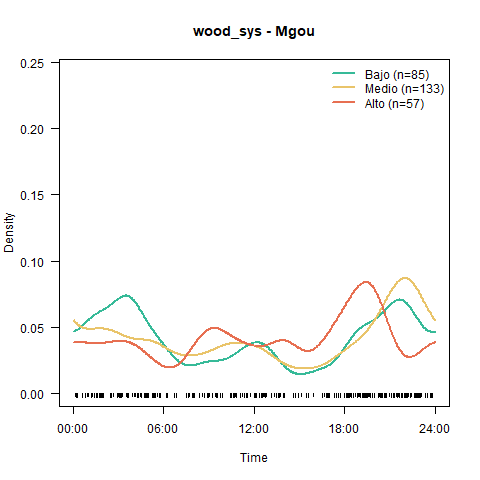 wood_sys - Mgou
Bajo (n=85)
Medio (n=133)
Alto (n=57)
Density
0.25
0.20
0.15
0.10
0.05
0.00
00:00 06:00 12:00 18:00 24:00
Time